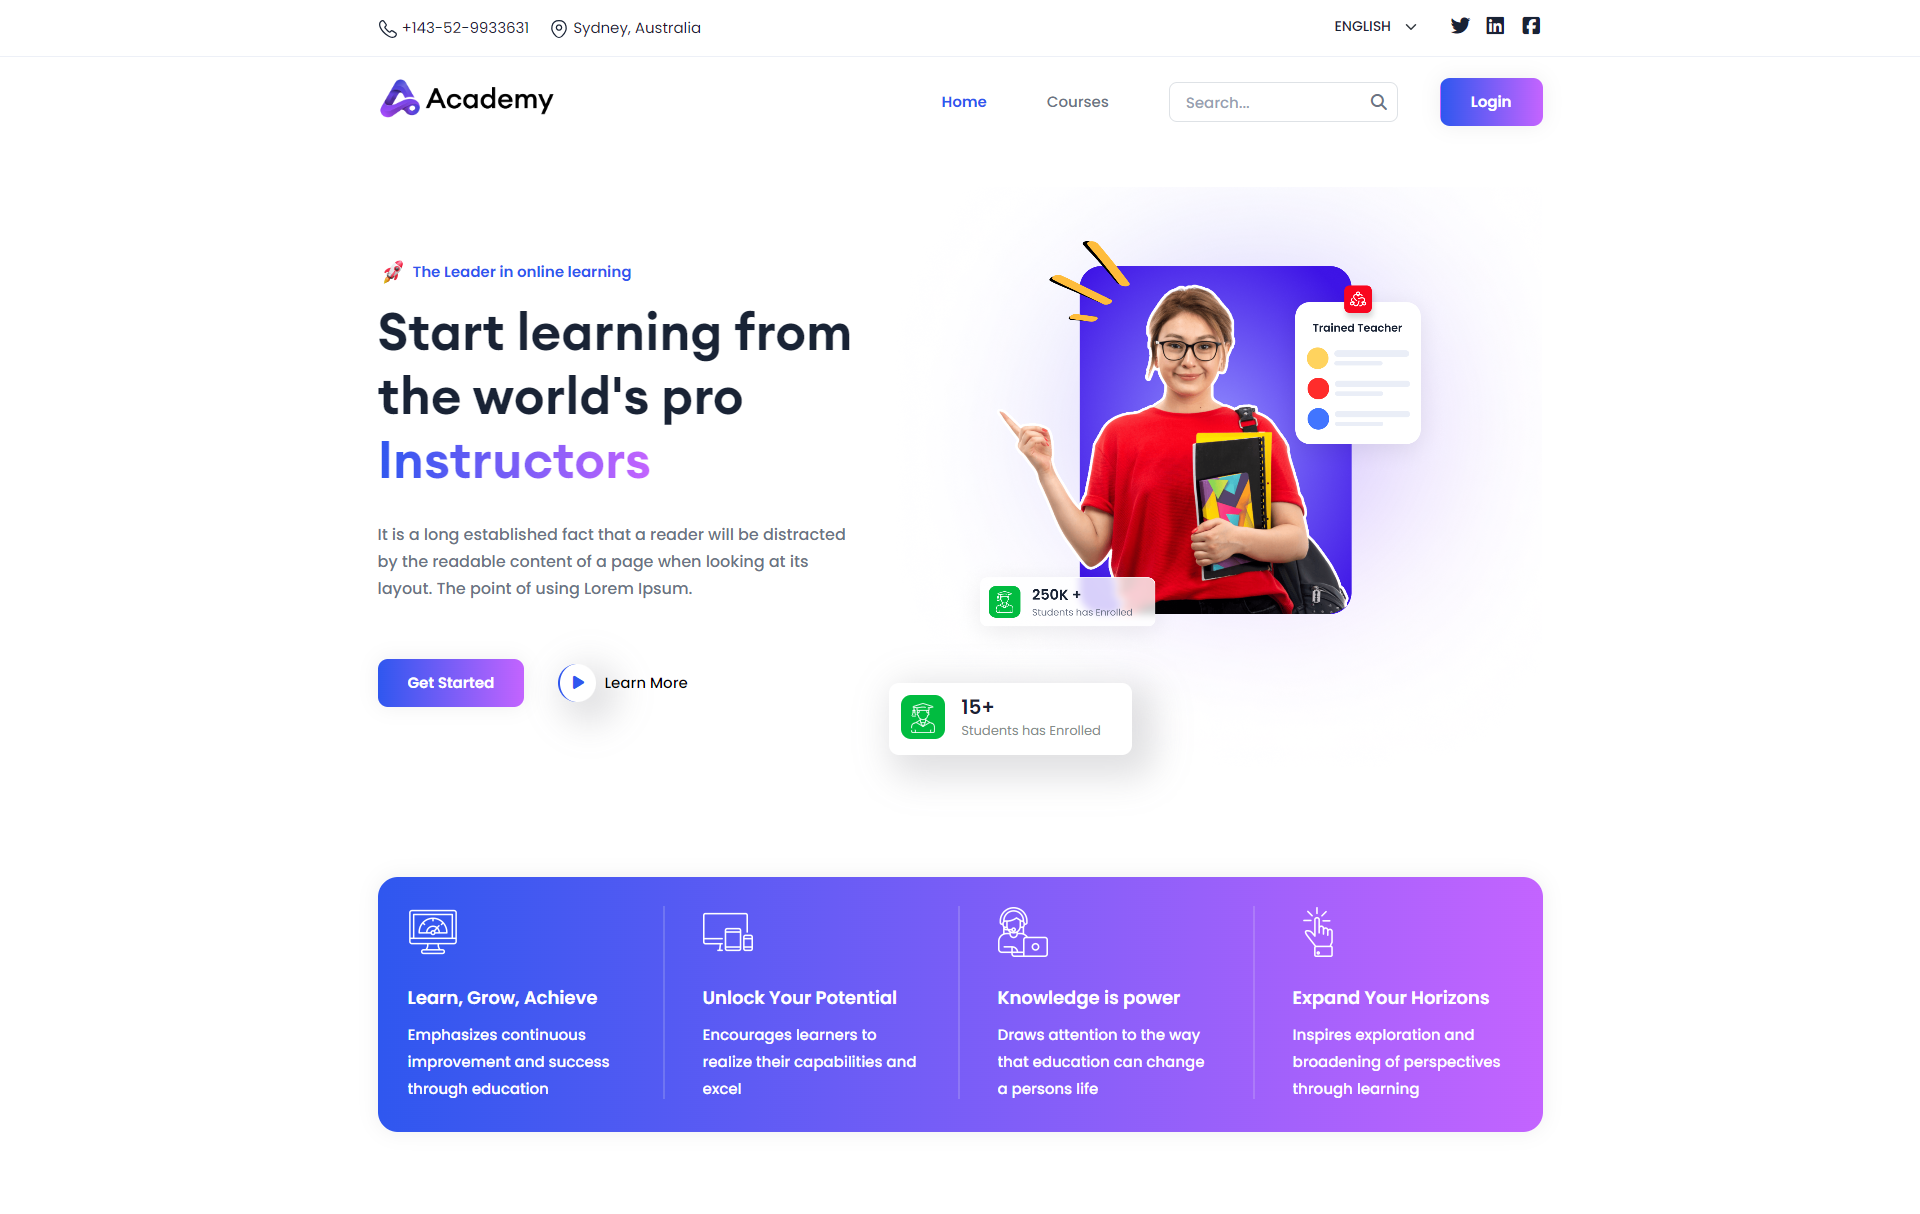 +143-52-9933631
Sydney, Australia
ENGLISH
Academy
Home
Courses
Search...
Login
The Leader in online learning
Start learning from
the world's pro
Instructors
It is a long established fact that a reader will be distracted
by the readable content of a page when looking at its
layout. The point of using Lorem Ipsum.
Get Started
Learn More
Trained Teacher
250K +
Students has Enrolled
15+
Students has Enrolled
Learn, Grow, Achieve
Emphasizes continuous
improvement and success
through education
Unlock Your Potential
Encourages learners to
realize their capabilities and
excel
Knowledge is power
Draws attention to the way
that education can change
a persons life
Expand Your Horizons
Inspires exploration and
broadening of perspectives
through learning